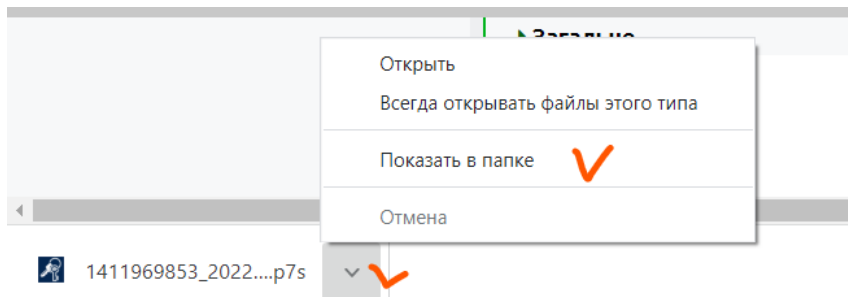 Загально
Открыть
Всегда открывать файлы этого типа
Показать в папке
Отмена
1411969853_2022....p7s